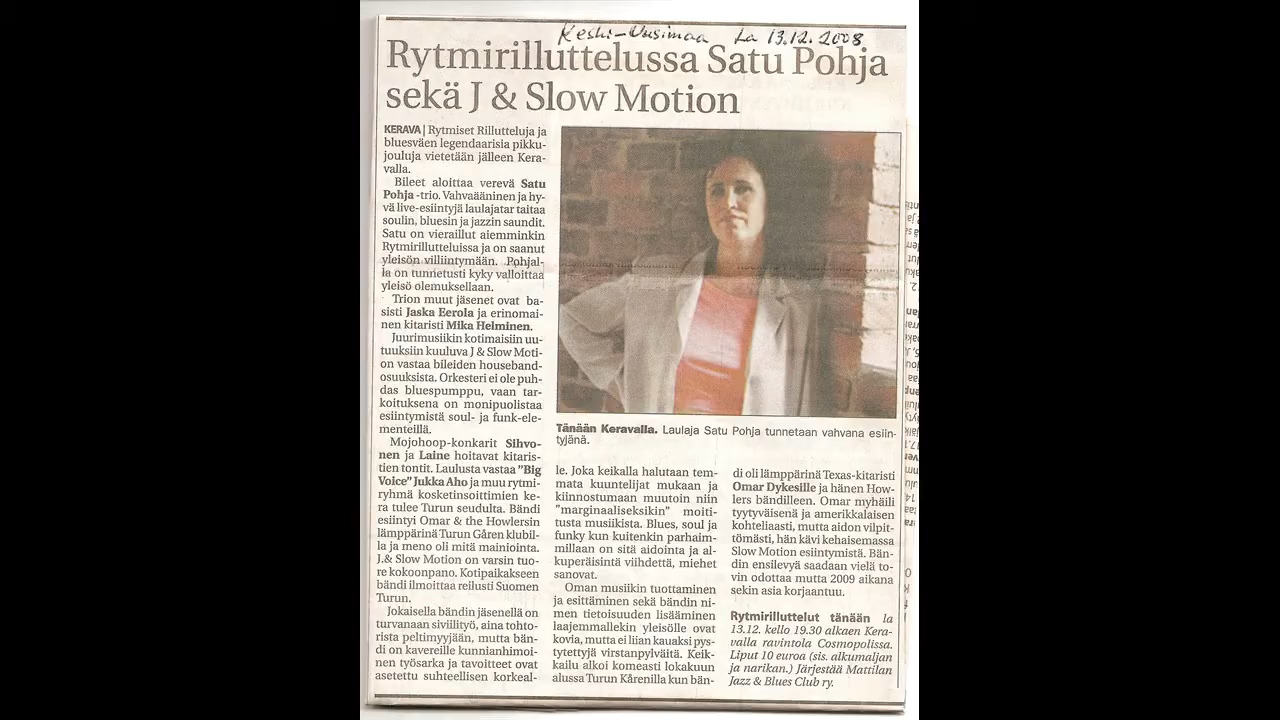 Keski-Uusimaa La 13.12.2008
Rytmirilluttelussa Satu Pohja
sekä J & Slow Motion
KERAVA | Rytmiset Rillutteluja ja
bluesväen legendaarisia pikku-
jouluja vietetään jälleen Kera-
valla.
Bileet aloittaa verevä Satu
Pohja -trio. Vahvaääninen ja hy-
vä live-esiintyjä laulajatar taitaa
soulin, bluesin ja jazzin saundit.
Satu on vieraillut aiemminkin
Rytmirillutteluissa ja on saanut
yleisön villiintymään. Pohjal-
la on tunnetusti kyky valloittaa
yleisö olemuksellaan.
Trion muut jäsenet ovat ba-
sisti Jaska Eerola ja erinomai-
nen kitaristi Mika Helminen.
Juurimusiikin kotimaisiin uu-
tuuksiin kuuluva J & Slow Moti-
on vastaa bileiden houseband-
osuuksista. Orkesteri ei ole puh-
das bluespumppu, vaan tar-
koituksena on monipuolistaa
esiintymistä soul- ja funk-ele-
menteillä.
Mojohoop-konkarit Sihvo-
nen ja Laine hoitavat kitaris-
tien tontit. Laulusta vastaa ”Big
Voice” Jukka Aho ja muu rytmi-
ryhmä kosketinsoittimien ke-
ra tulee Turun seudulta. Bändi
esiintyi Omar & the Howlersin
lämppärinä Turun Gåren klubil-
la ja meno oli mitä mainiointa.
J.& Slow Motion on varsin tuo-
re kokoonpano. Kotipaikakseen
bändi ilmoittaa reilusti Suomen
Turun.
Jokaisella bändin jäsenellä on
turvanaan siviilityö, aina tohto-
rista peltimyyjään, mutta bän-
di on kavereille kunnianhimoi-
nen työsarka ja tavoitteet ovat
asetettu suhteellisen korkeal-
Tänään Keravalla. Laulaja Satu Pohja tunnetaan vahvana esiin-
tyjänä.
le. Joka keikalla halutaan tem-
mata kuuntelijat mukaan ja
kiinnostumaan muutoin niin
”marginaaliseksikin” moiti-
tusta musiikista. Blues, soul ja
funky kun kuitenkin parhaim-
millaan on sitä aidointa ja al-
kuperäisintä viihdettä, miehet
sanovat.
Oman musiikin tuottaminen
ja esittäminen sekä bändin ni-
men tietoisuuden lisääminen
laajemmallekin yleisölle ovat
kovia, mutta ei liian kauaksi pys-
tytettyjä virstanpylväitä. Keik-
kailu alkoi komeasti lokakuun
alussa Turun Kårenilla kun bän-
di oli lämppärinä Texas-kitaristi
Omar Dykesille ja hänen How-
lers bändilleen. Omar myhäili
tyytyväisenä ja amerikkalaisen
kohteliaasti, mutta aidon vilpit-
tömästi, hän kävi kehaisemassa
Slow Motion esiintymistä. Bän-
din ensilevyä saadaan vielä to-
vin odottaa mutta 2009 aikana
sekin asia korjaantuu.
Rytmirilluttelut tänään la
13.12. kello 19.30 alkaen Kera-
valla ravintola Cosmopolissa.
Liput 10 euroa (sis. alkumaljan
ja narikan.) Järjestää Mattilan
Jazz & Blues Club ry.